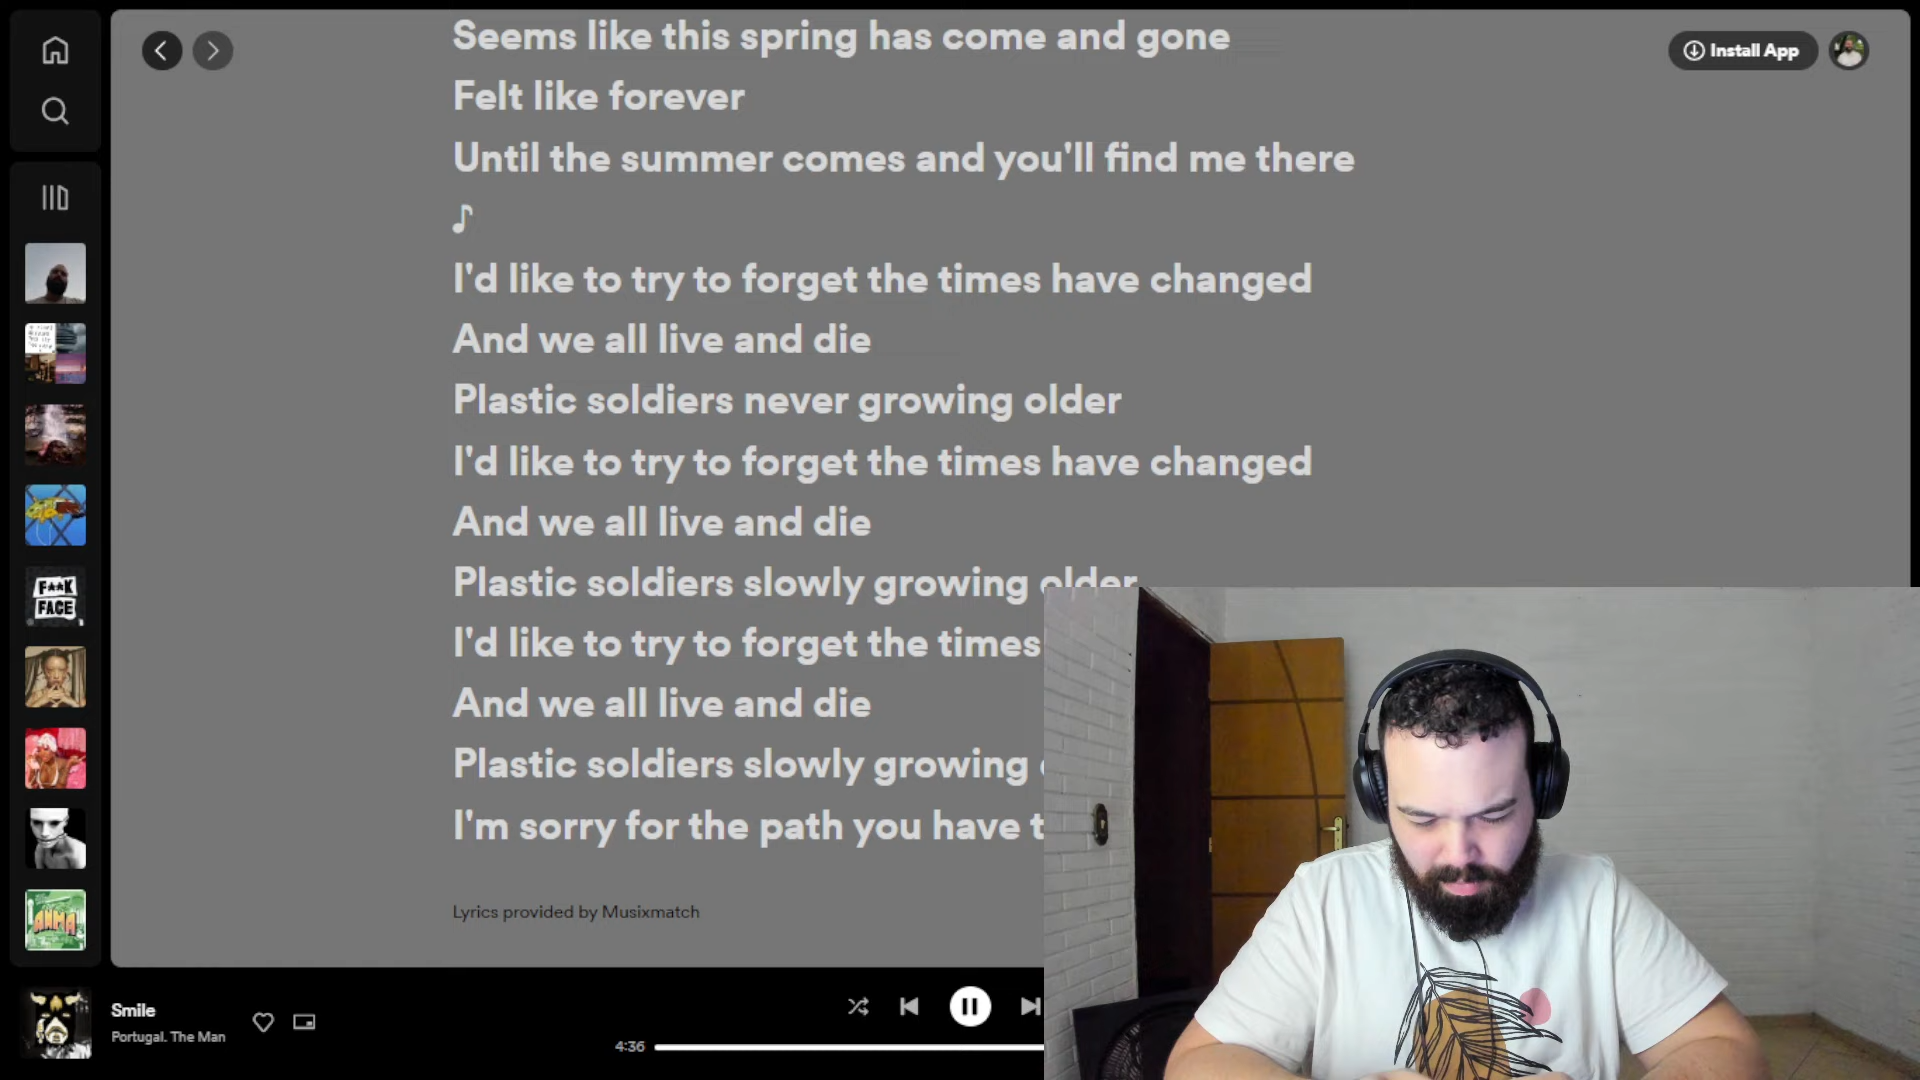 Seems like this spring has come and gone
Install App
Felt like forever
Until the summer comes and you'll find me there
♪
I'd like to try to forget the times have changed
And we all live and die
Plastic soldiers never growing older
I'd like to try to forget the times have changed
And we all live and die
Plastic soldiers slowly growing older
I'd like to try to forget the times
And we all live and die
Plastic soldiers slowly growing
I'm sorry for the path you have
Lyrics provided by Musixmatch
F**K
FACE
ANMA
Smile
Portugal. The Man
4:36